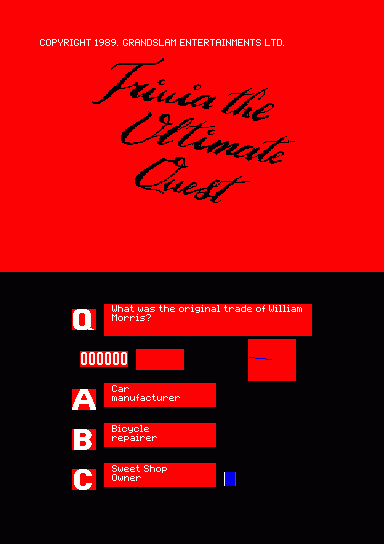 COPYRIGHT 1989. GRANDSLAM ENTERTAINMENTS LTD.
Trivia the
Ultimate
Quest
Q
What was the original trade of William
Morris?
000000
A
Car
manufacturer
B
Bicycle
repairer
C
Sweet Shop
Owner